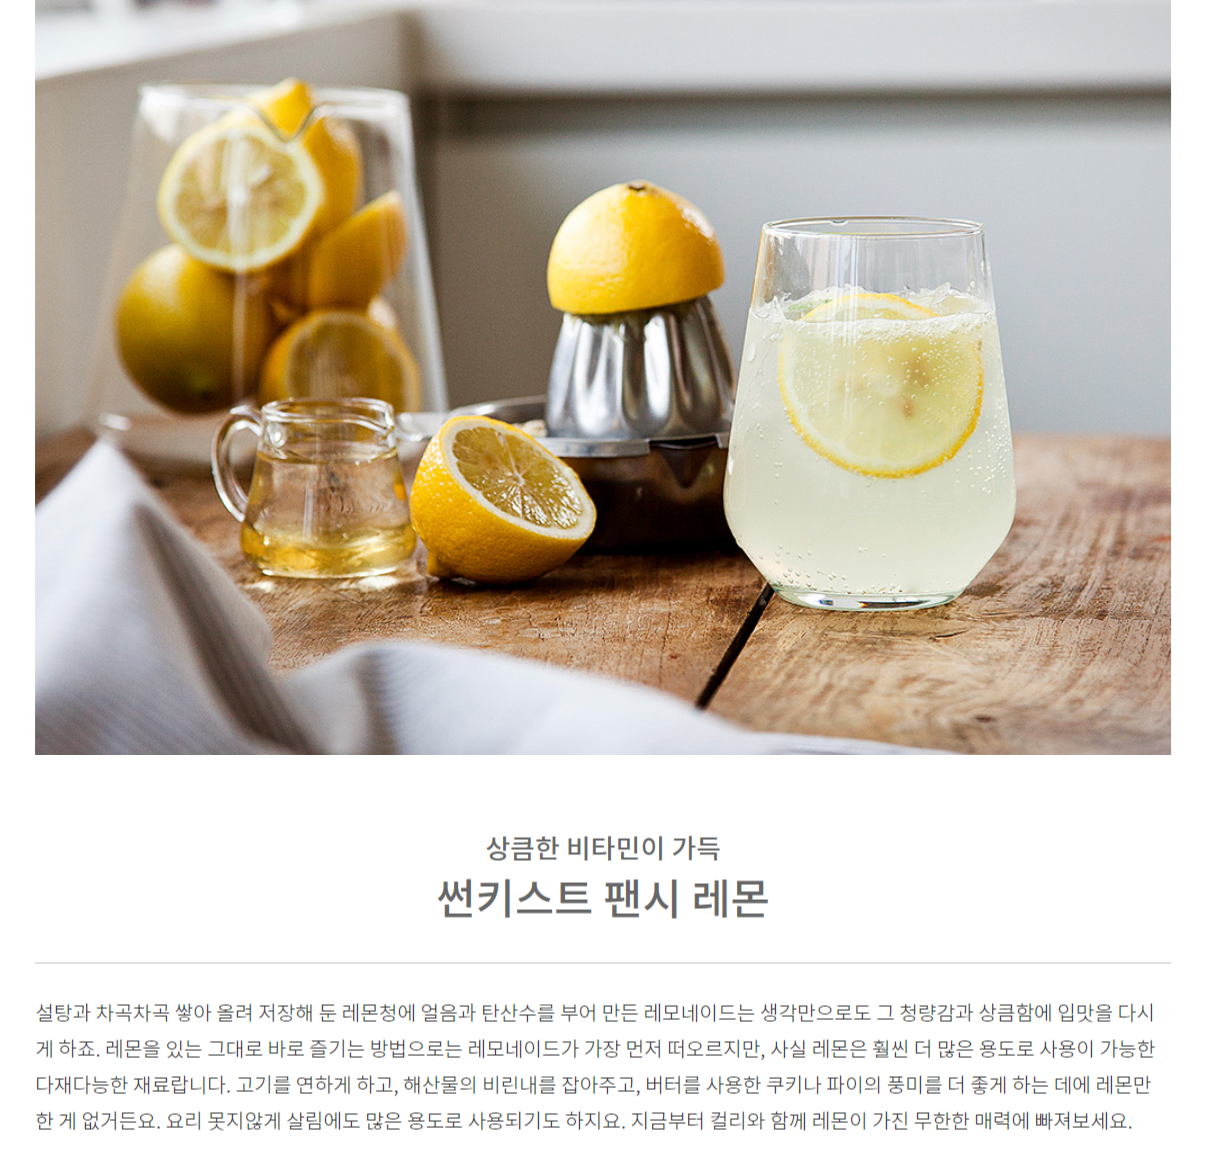 상큼한 비타민이 가득
썬키스트 팬시 레몬
설탕과 차곡차곡 쌓아 올려 저장해 둔 레몬청에 얼음과 탄산수를 부어 만든 레모네이드는 생각만으로도 그 청량감과 상큼함에 입맛을 다시
게 하죠. 레몬을 있는 그대로 바로 즐기는 방법으로는 레모네이드가 가장 먼저 떠오르지만, 사실 레몬은 훨씬 더 많은 용도로 사용이 가능한
다재다능한 재료랍니다. 고기를 연하게 하고, 해산물의 비린내를 잡아주고, 버터를 사용한 쿠키나 파이의 풍미를 더 좋게 하는 데에 레몬만
한 게 없거든요. 요리 못지않게 살림에도 많은 용도로 사용되기도 하지요. 지금부터 컬리와 함께 레몬이 가진 무한한 매력에 빠져보세요.